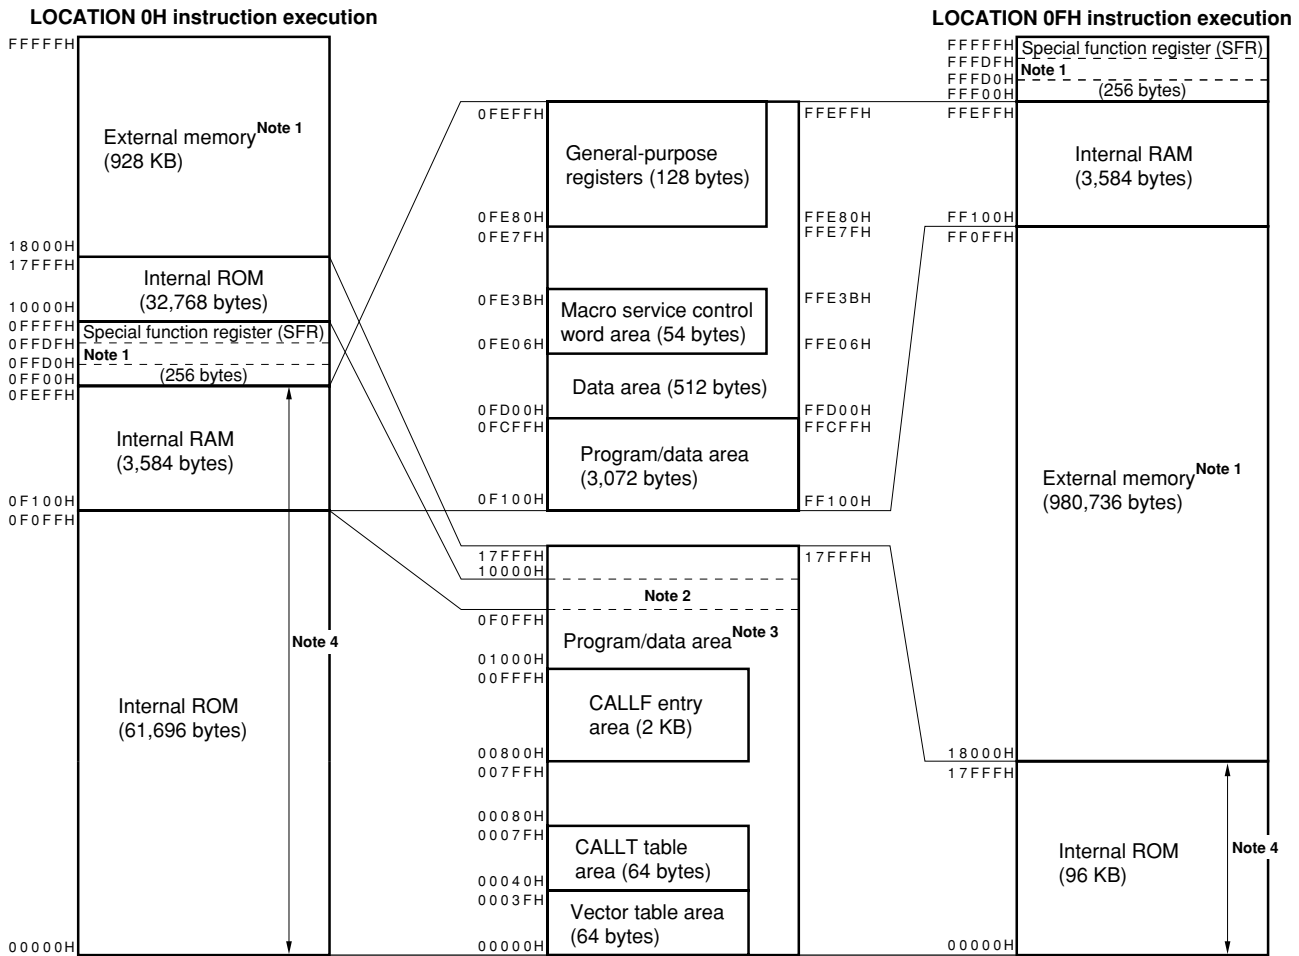 LOCATION 0H instruction execution
FFFFFH
External memory Note 1
(928 KB)
18000H
17FFFH
Internal ROM
(32,768 bytes)
10000H
0FFFFH
Special function register (SFR)
0FFDFH
Note 1
0FFD0H
0FF00H
(256 bytes)
0FEFFH
Internal RAM
(3,584 bytes)
0F100H
0F0FFH
Note 4
Internal ROM
(61,696 bytes)
00000H
0FEFFH
FFEFFH
General-purpose
registers (128 bytes)
0FE80H
FFE80H
0FE7FH
FFE7FH
0FE3BH
FFE3BH
Macro service control
word area (54 bytes)
0FE06H
FFE06H
Data area (512 bytes)
0FD00H
FFD00H
0FCFFH
FFCFFH
Program/data area
(3,072 bytes)
0F100H
FF100H
17FFFH
17FFFH
10000H
Note 2
0F0FFH
Program/data area Note 3
01000H
00FFFH
CALLF entry
area (2 KB)
00800H
007FFH
00080H
0007FH
CALLT table
area (64 bytes)
00040H
0003FH
Vector table area
(64 bytes)
00000H
LOCATION 0FH instruction execution
FFFFFH
Special function register (SFR)
FFFDFH
Note 1
FFFD0H
FFF00H
(256 bytes)
FFEFFH
Internal RAM
(3,584 bytes)
FF100H
FF0FFH
External memory Note 1
(980,736 bytes)
18000H
17FFFH
Internal ROM
(96 KB)
Note 4
00000H